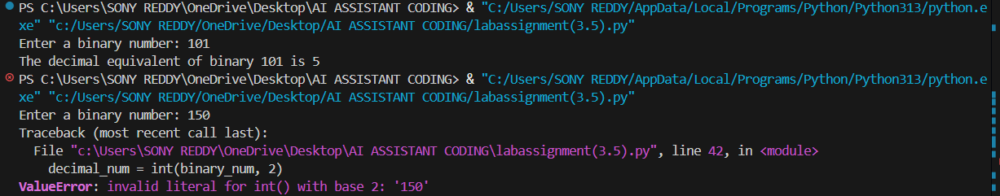 PS C:\Users\SONY REDDY\OneDrive\Desktop\AI ASSISTANT CODING> & "C:/Users/SONY REDDY/AppData/Local/Programs/Python/Python313/python.e
xe" "c:/Users/SONY REDDY/OneDrive/Desktop/AI ASSISTANT CODING/labassignment(3.5).py"
Enter a binary number: 101
The decimal equivalent of binary 101 is 5
PS C:\Users\SONY REDDY\OneDrive\Desktop\AI ASSISTANT CODING> & "C:/Users/SONY REDDY/AppData/Local/Programs/Python/Python313/python.e
xe" "c:/Users/SONY REDDY/OneDrive/Desktop/AI ASSISTANT CODING/labassignment(3.5).py"
Enter a binary number: 150
Traceback (most recent call last):
  File "c:\Users\SONY REDDY\OneDrive\Desktop\AI ASSISTANT CODING\labassignment(3.5).py", line 42, in <module>
    decimal_num = int(binary_num, 2)
ValueError: invalid literal for int() with base 2: '150'